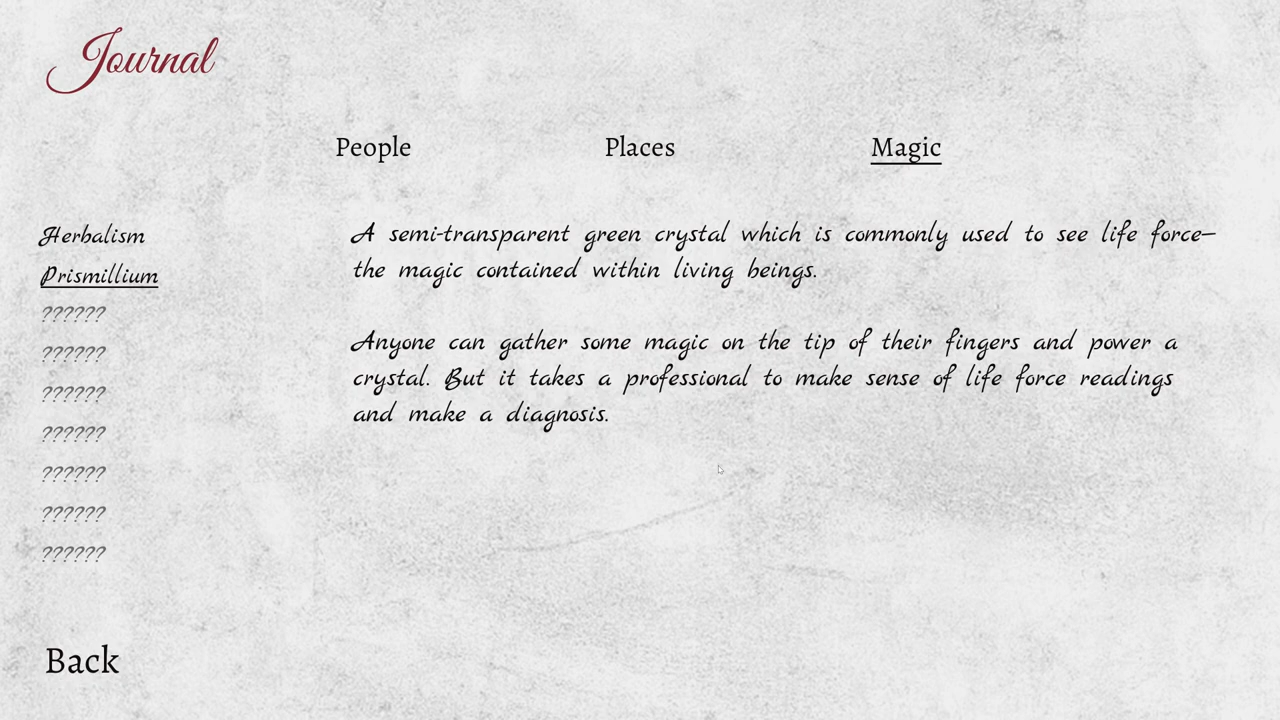 Journal
People
Places
Magic
Herbalism
Prismillium
??????
??????
??????
??????
??????
??????
??????
A semi-transparent green crystal which is commonly used to see life force—
the magic contained within living beings.
Anyone can gather some magic on the tip of their fingers and power a
crystal. But it takes a professional to make sense of life force readings
and make a diagnosis.
Back